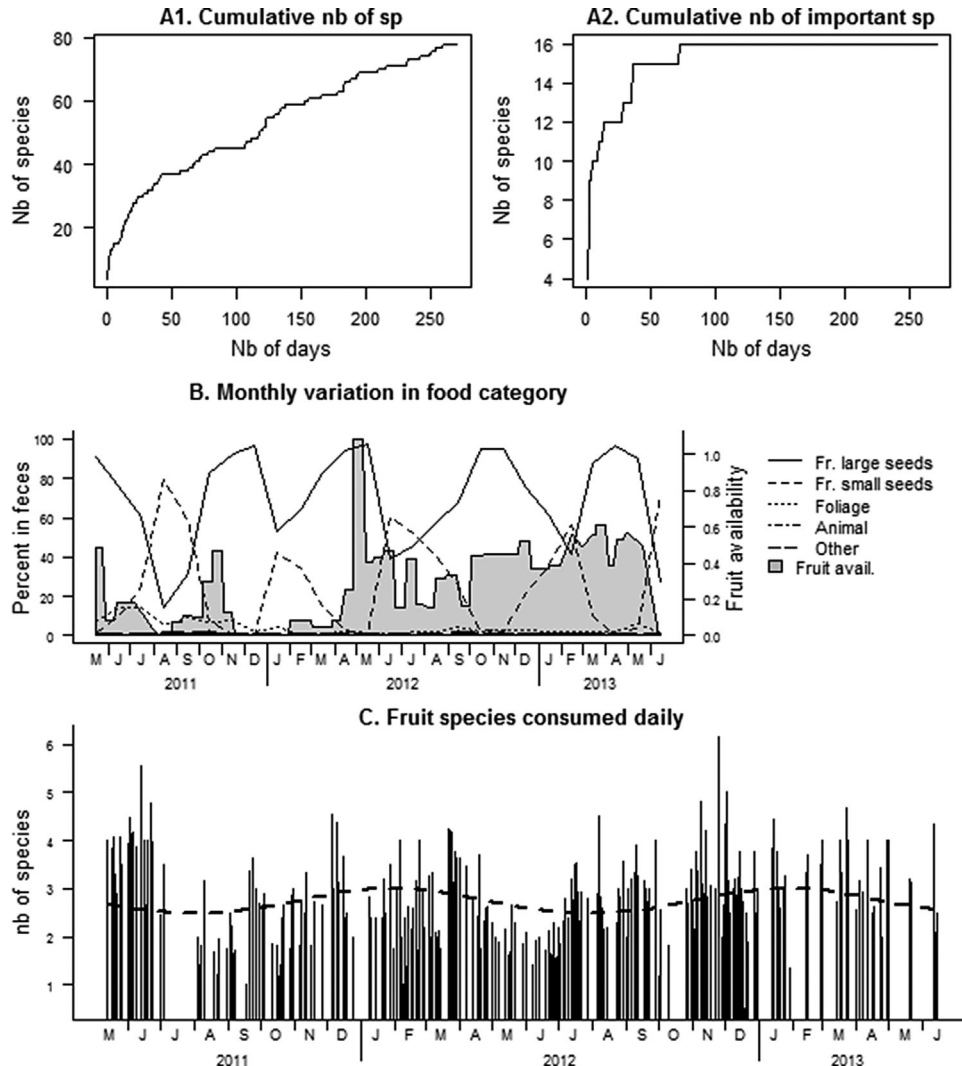 A1. Cumulative nb of sp
A2. Cumulative nb of important sp
Nb of species
80
60
40
20
0 50 100 150 200 250
Nb of days
Nb of species
16
14
12
10
8
6
4
0 50 100 150 200 250
Nb of days
B. Monthly variation in food category
Percent in feces
100
80
60
40
20
0
Fruit availability
1.0
0.8
0.6
0.4
0.2
0.0
Fr. large seeds
Fr. small seeds
Foliage
Animal
Other
Fruit avail.
M J J A S O N D J F M A M J J A S O N D J F M A M J
2011 2012 2013
C. Fruit species consumed daily
nb of species
6
5
4
3
2
1
M J J A S O N D J F M A M J J A S O N D J F M A M J
2011 2012 2013